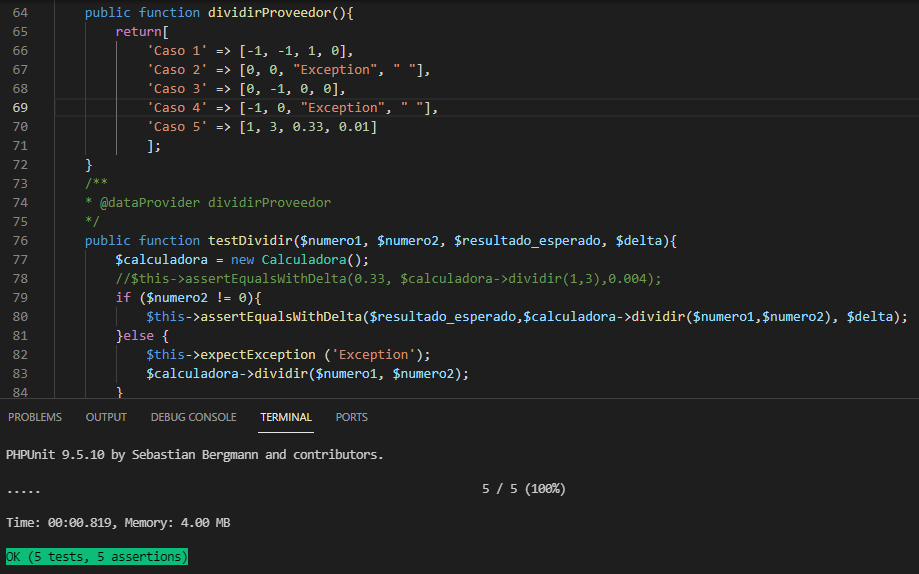 64 public function dividirProveedor(){
65 return[
66 'Caso 1' => [-1, -1, 1, 0],
67 'Caso 2' => [0, 0, "Exception", " "],
68 'Caso 3' => [0, -1, 0, 0],
69 'Caso 4' => [-1, 0, "Exception", " "],
70 'Caso 5' => [1, 3, 0.33, 0.01]
71 ];
72 }
73 /**
74 * @dataProvider dividirProveedor
75 */
76 public function testDividir($numero1, $numero2, $resultado_esperado, $delta){
77 $calculadora = new Calculadora();
78 //$this->assertEqualsWithDelta(0.33, $calculadora->dividir(1,3),0.004);
79 if ($numero2 != 0){
80 $this->assertEqualsWithDelta($resultado_esperado,$calculadora->dividir($numero1,$numero2), $delta);
81 }else {
82 $this->expectException ('Exception');
83 $calculadora->dividir($numero1, $numero2);
84 }
PROBLEMS OUTPUT DEBUG CONSOLE TERMINAL PORTS
PHPUnit 9.5.10 by Sebastian Bergmann and contributors.
..... 5 / 5 (100%)
Time: 00:00.819, Memory: 4.00 MB
OK (5 tests, 5 assertions)